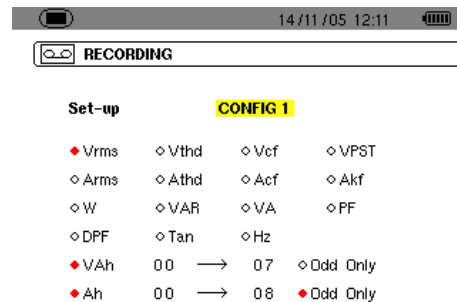 14/11/05 12:11
RECORDING
Set-up CONFIG 1
Vrms Vthd Vcf VPST
Arms Athd Acf Akf
W VAR VA PF
DPF Tan Hz
VAh 00 → 07 Odd Only
Ah 00 → 08 Odd Only